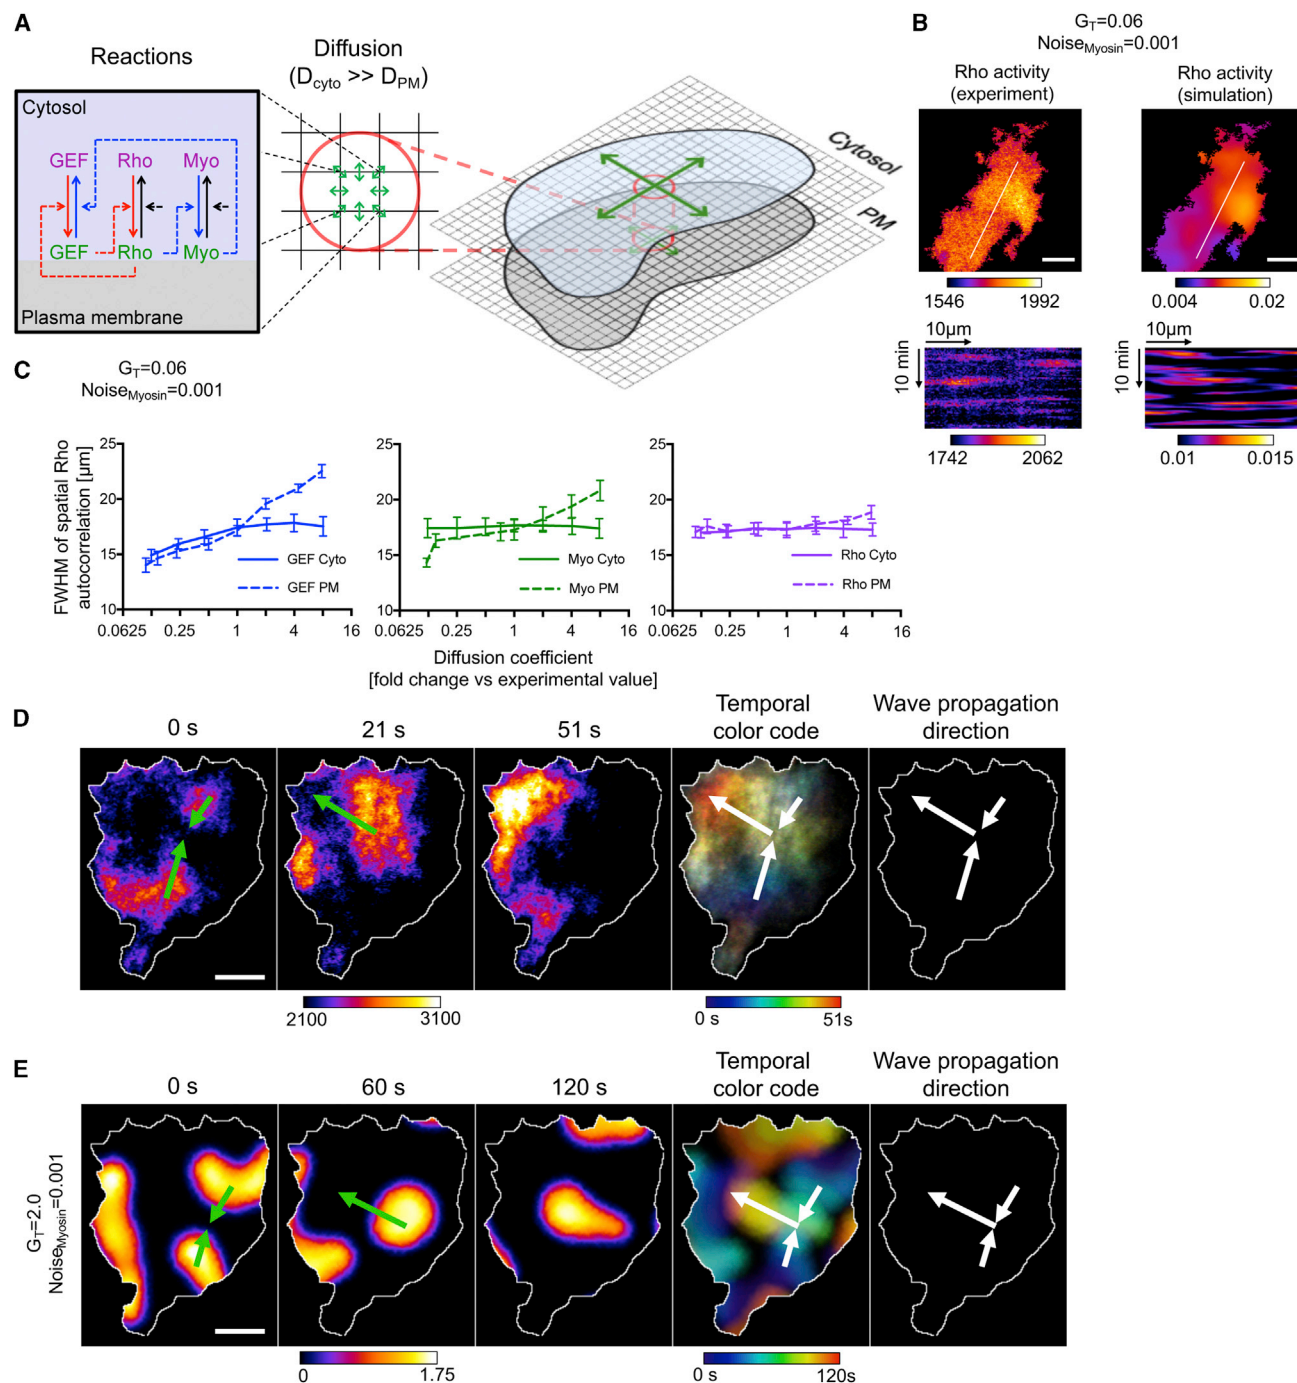 A
Reactions
Diffusion
(Dcyto >> DPM)
Cytosol
GEF Rho Myo
GEF Rho Myo
Plasma membrane
Cytosol
PM
B
GT=0.06
NoiseMyosin=0.001
Rho activity
(experiment)
Rho activity
(simulation)
1546 1992
0.004 0.02
10µm
10 min
10µm
10 min
1742 2062
0.01 0.015
C
GT=0.06
NoiseMyosin=0.001
FWHM of spatial Rho
autocorrelation [µm]
25
20
15
10
GEF Cyto
GEF PM
0.0625 0.25 1 4 16
25
20
15
10
Myo Cyto
Myo PM
0.0625 0.25 1 4 16
25
20
15
10
Rho Cyto
Rho PM
0.0625 0.25 1 4 16
Diffusion coefficient
[fold change vs experimental value]
D
0 s
21 s
51 s
Temporal
color code
Wave propagation
direction
2100 3100
0 s 51s
E
0 s
60 s
120 s
Temporal
color code
Wave propagation
direction
GT=2.0
NoiseMyosin=0.001
0 1.75
0 s 120s